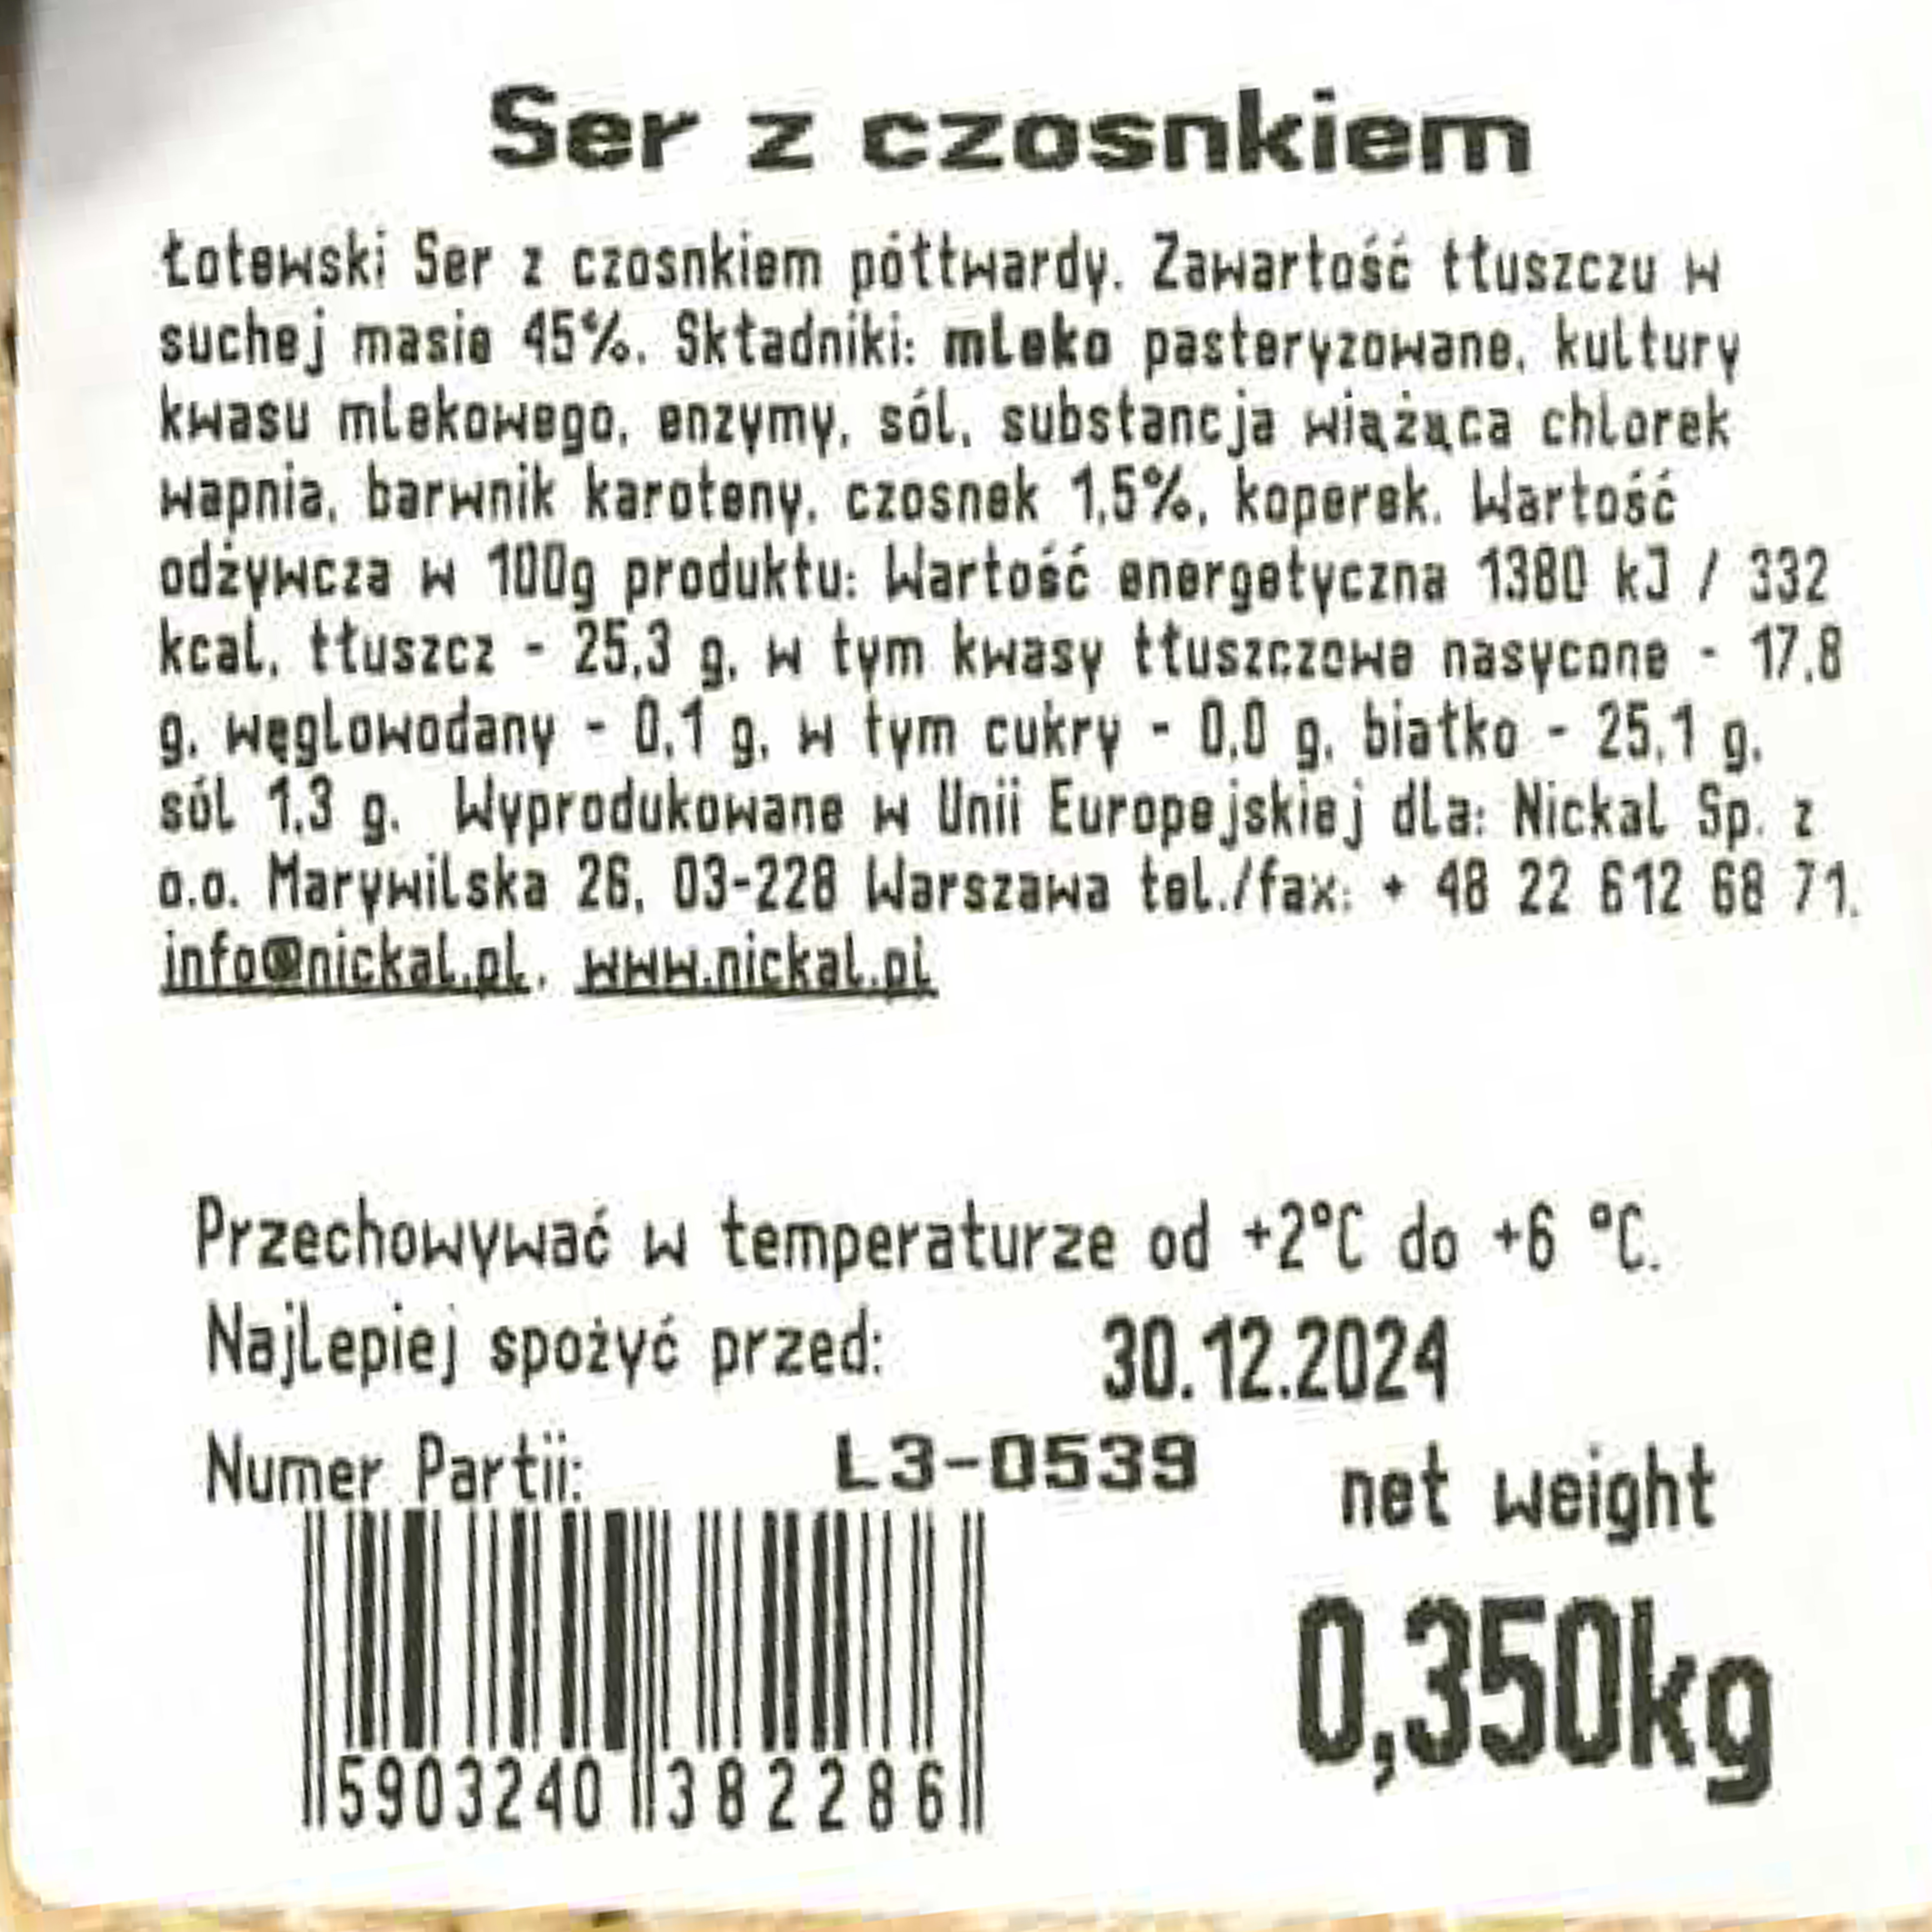 Ser z czosnkiem
Łotewski Ser z czosnkiem półtwardy. Zawartość tłuszczu w
suchej masie 45%. Składniki: mleko pasteryzowane, kultury
kwasu mlekowego, enzymy, sól, substancja wiążąca chlorek
wapnia, barwnik karoteny, czosnek 1,5%, koperek. Wartość
odżywcza w 100g produktu: Wartość energetyczna 1380 kJ / 332
kcal, tłuszcz - 25,3 g, w tym kwasy tłuszczowe nasycone - 17,8
g, węglowodany - 0,1 g, w tym cukry - 0,0 g, białko - 25,1 g,
sól 1,3 g. Wyprodukowane w Unii Europejskiej dla: Nickal Sp. z
o.o. Marywilska 26, 03-228 Warszawa tel./fax: + 48 22 612 68 71,
info@nickal.pl, www.nickal.pl
Przechowywać w temperaturze od +2°C do +6 °C.
Najlepiej spożyć przed: 30.12.2024
Numer Partii: L3-0539
net weight
0,350kg
5903240 382286